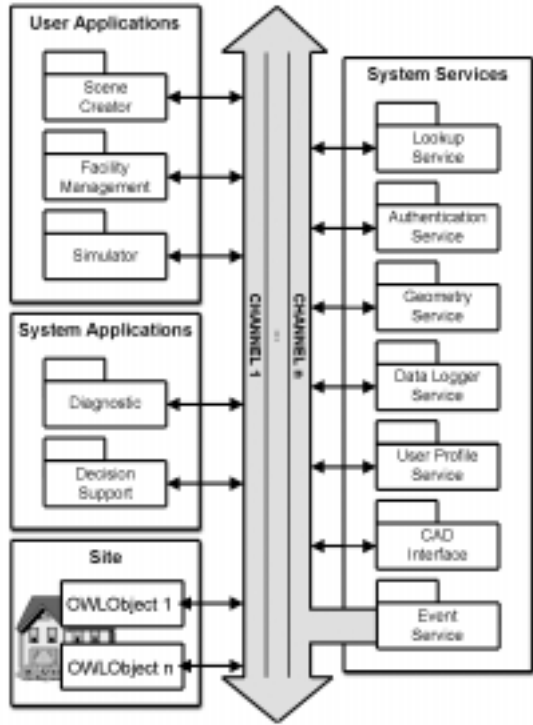 User Applications
Scene
Creator
Facility
Management
Simulator
System Applications
Diagnostic
Decision
Support
Site
OWLObject 1
OWLObject n
CHANNEL 1
...
CHANNEL n
System Services
Lookup
Service
Authentication
Service
Geometry
Service
Data Logger
Service
User Profile
Service
CAD
Interface
Event
Service